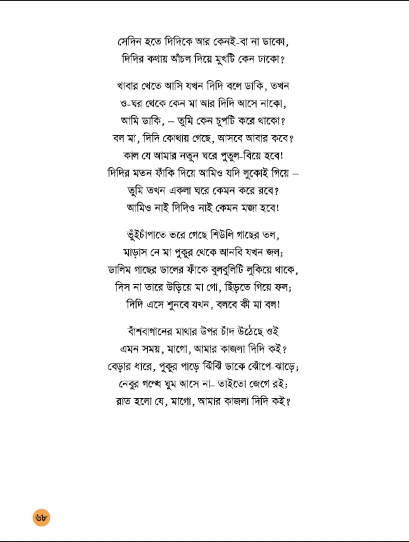 সেদিন হতে দিদিকে আর কেনই-বা না ডাকো,
দিদির কথায় আঁচল দিয়ে মুখটি কেন ঢাকো?
খাবার খেতে আসি যখন দিদি বলে ডাকি, তখন
ও-ঘর থেকে কেন মা আর দিদি আসে নাকো,
আমি ডাকি, – তুমি কেন চুপটি করে থাকো?
বল মা, দিদি কোথায় গেছে, আসবে আবার কবে?
কাল যে আমার নতুন ঘরে পুতুল-বিয়ে হবে!
দিদির মতন ফাঁকি দিয়ে আমিও যদি লুকোই গিয়ে –
তুমি তখন একলা ঘরে কেমন করে রবে?
আমিও নাই দিদিও নাই কেমন মজা হবে!
ভুঁইচাঁপাতে ভরে গেছে শিউলি গাছের তল,
মাড়াস নে মা পুকুর থেকে আনবি যখন জল;
ডালিম গাছের ডালের ফাঁকে বুলবুলিটি লুকিয়ে থাকে,
দিস না তারে উড়িয়ে মা গো, ছিঁড়তে গিয়ে ফল;
দিদি এসে শুনবে যখন, বলবে কী মা বল!
বাঁশবাগানের মাথার উপর চাঁদ উঠেছে ওই
এমন সময়, মাগো, আমার কাজলা দিদি কই?
বেড়ার ধারে, পুকুর পাড়ে ঝিঁঝিঁ ডাকে ঝোঁপে-ঝাড়ে;
নেবুর গন্ধে ঘুম আসে না- তাইতো জেগে রই;
রাত হলো যে, মাগো, আমার কাজলা দিদি কই?
৬৮